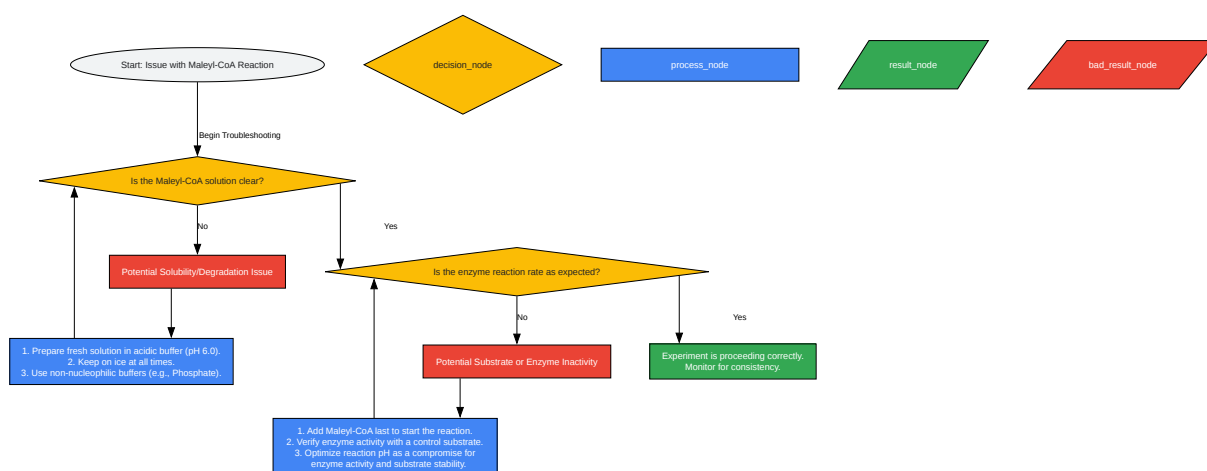 Start: Issue with Maleyl-CoA Reaction
decision_node
process_node
result_node
bad_result_node
Begin Troubleshooting
Is the Maleyl-CoA solution clear?
No
Yes
Potential Solubility/Degradation Issue
Is the enzyme reaction rate as expected?
No
Yes
1. Prepare fresh solution in acidic buffer (pH 6.0).
2. Keep on ice at all times.
3. Use non-nucleophilic buffers (e.g., Phosphate).
Potential Substrate or Enzyme Inactivity
Experiment is proceeding correctly.
Monitor for consistency.
1. Add Maleyl-CoA last to start the reaction.
2. Verify enzyme activity with a control substrate.
3. Optimize reaction pH as a compromise for
enzyme activity and substrate stability.